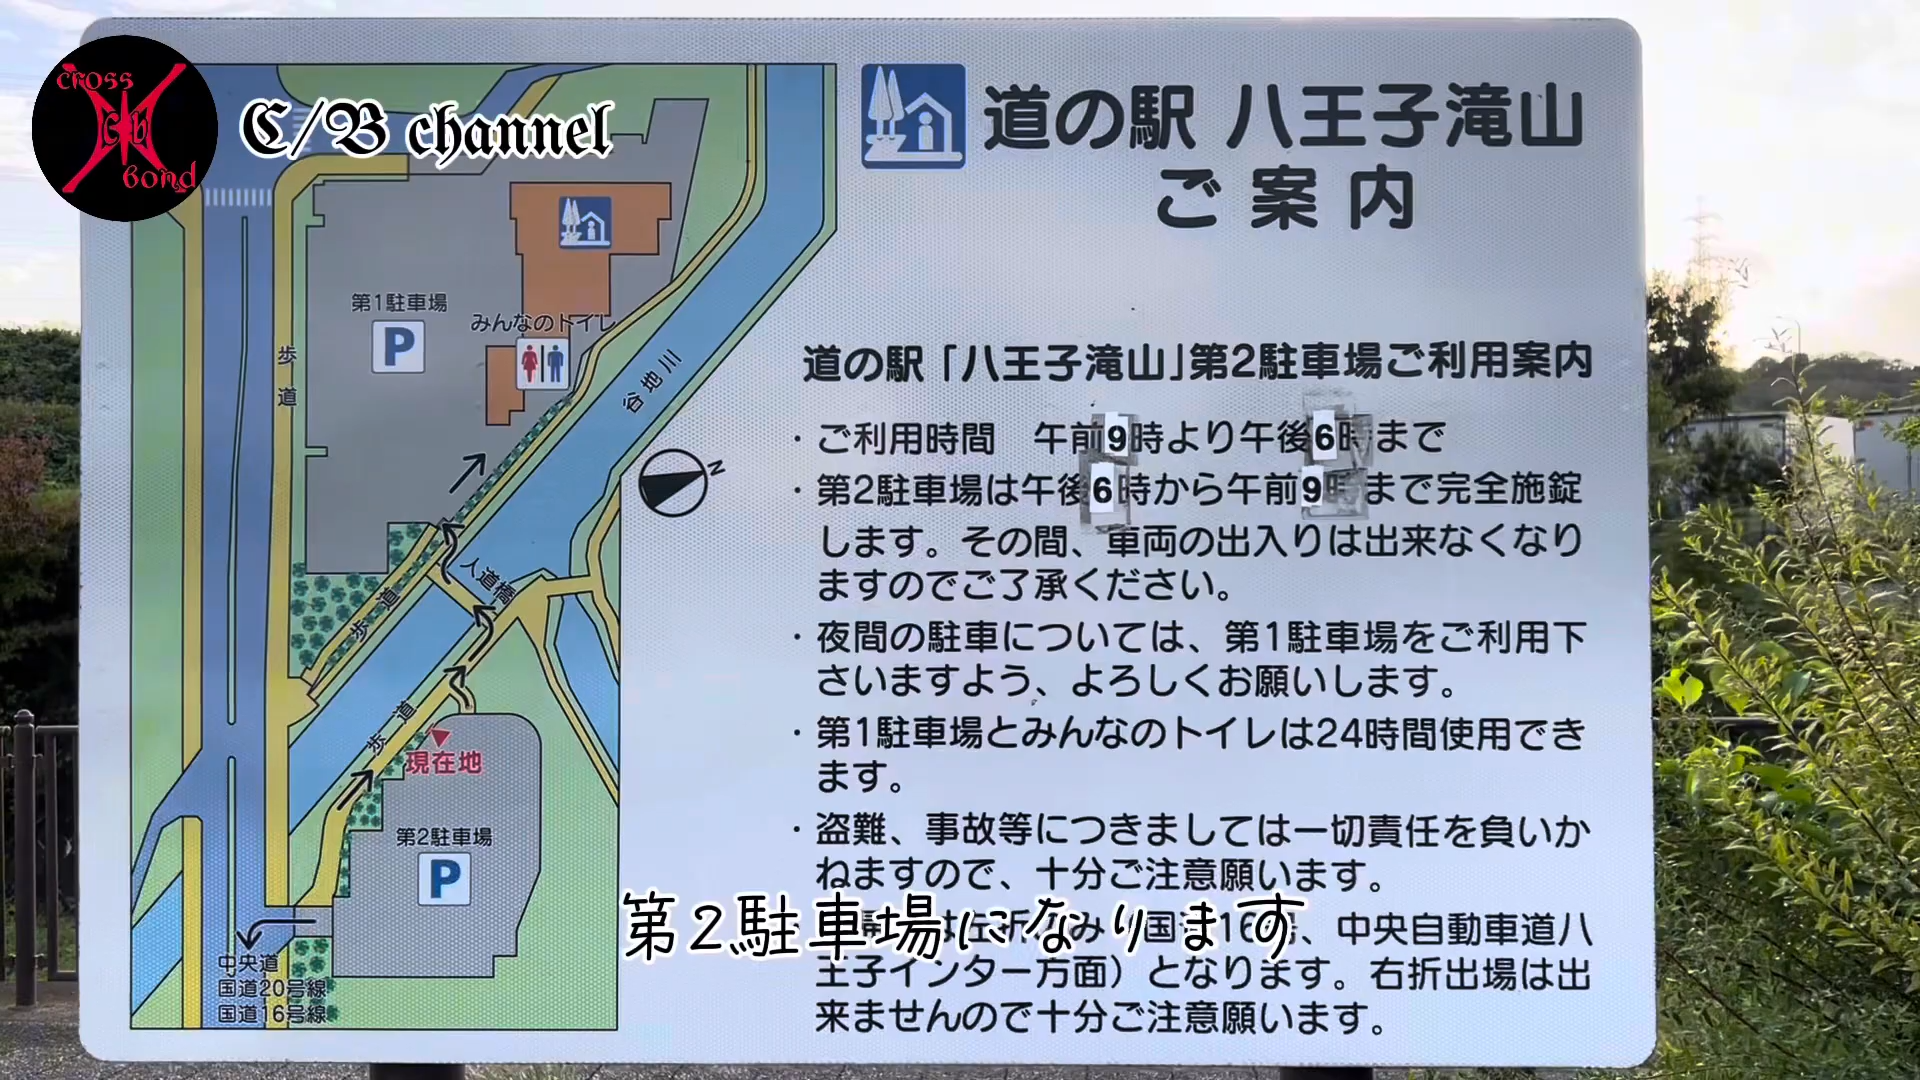 cross
cb
Bond
C/B channel
道の駅 八王子滝山
ご案内
第1駐車場
P
みんなのトイレ
歩道
谷地川
N
人道橋
歩道
歩道
現在地
第2駐車場
P
中央道
国道20号線
国道16号線
道の駅「八王子滝山」第2駐車場ご利用案内
・ご利用時間 午前9時より午後6時まで
・第2駐車場は午後6時から午前9時まで完全施錠
します。その間、車両の出入りは出来なくなり
ますのでご了承ください。
・夜間の駐車については、第1駐車場をご利用下
さいますよう、よろしくお願いします。
・第1駐車場とみんなのトイレは24時間使用でき
ます。
・盗難、事故等につきましては一切責任を負いか
ねますので、十分ご注意願います。
は左折のみ 国道16号、中央自動車道八
王子インター方面）となります。右折出場は出
来ませんので十分ご注意願います。
第2駐車場になります